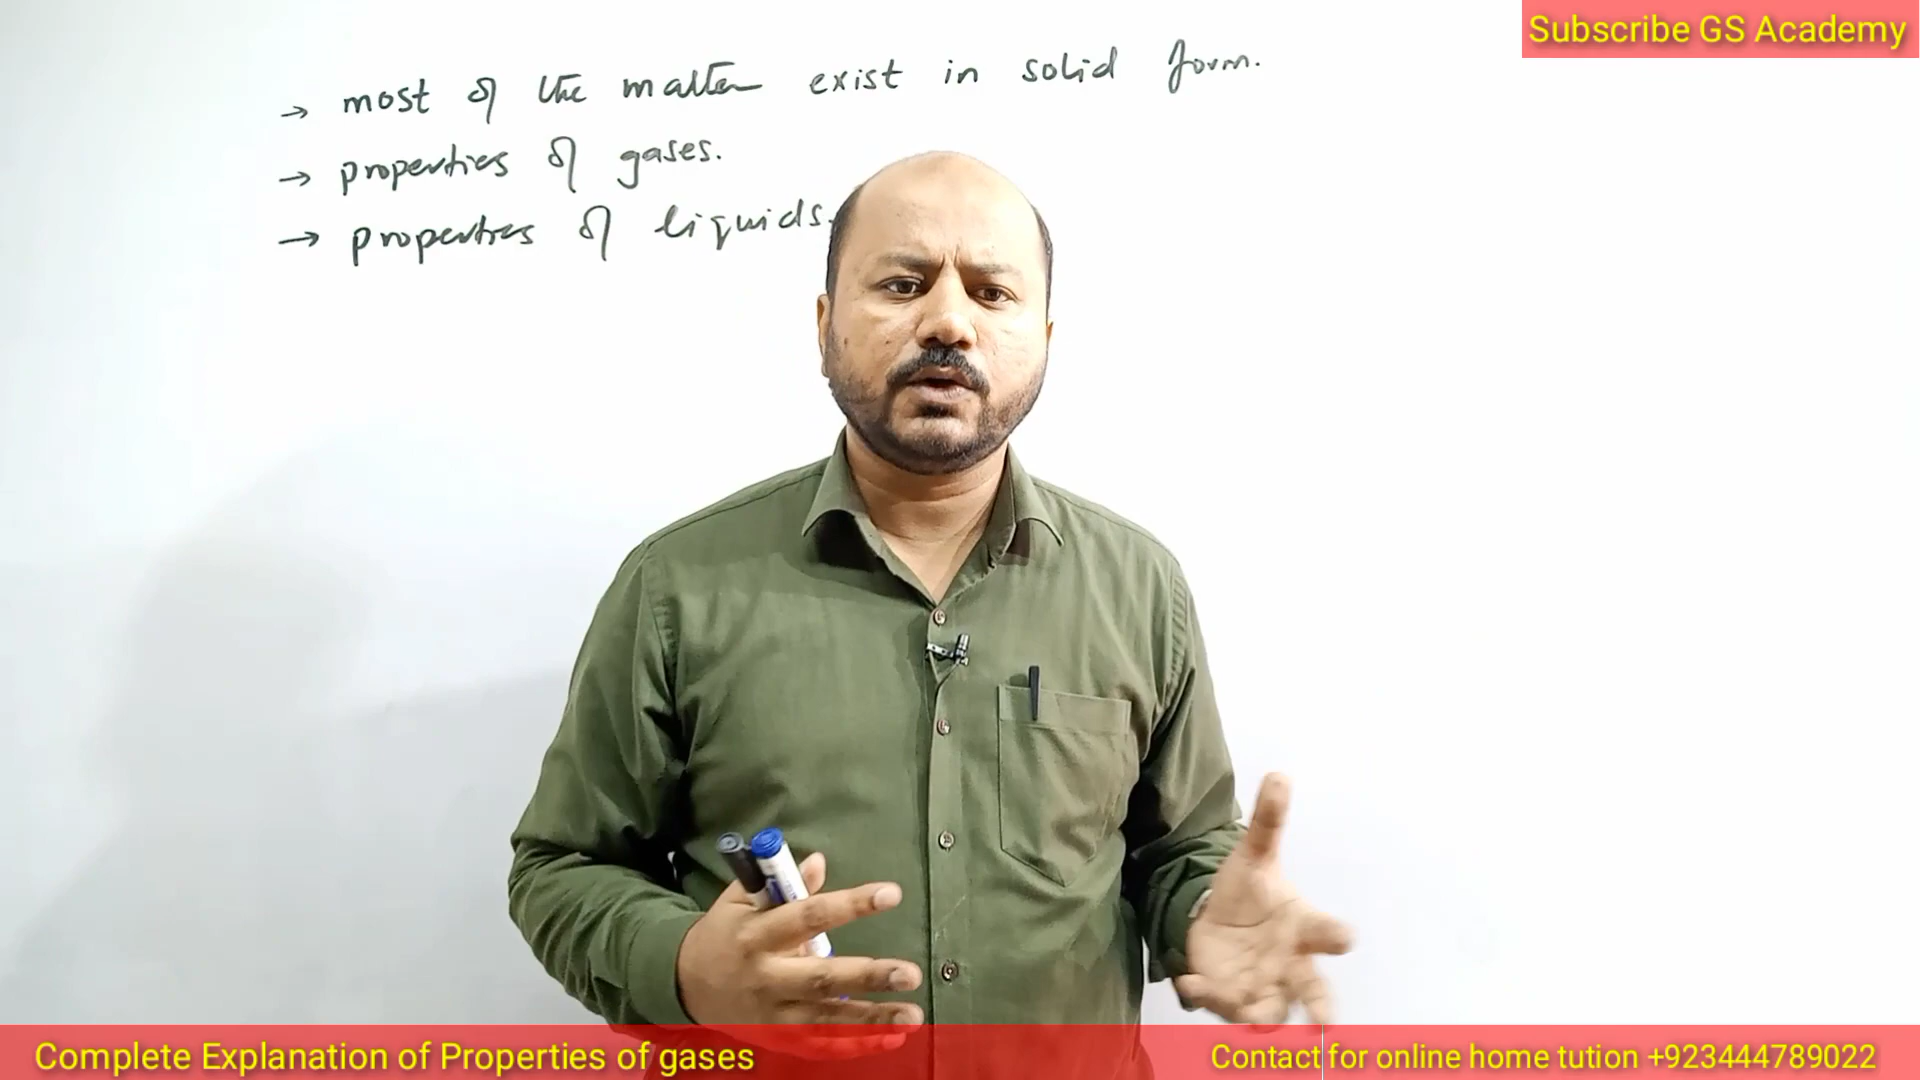 Subscribe GS Academy
→ most of the matter exist in solid form.
→ properties of gases.
→ properties of liquids.
Complete Explanation of Properties of gases
Contact for online home tution +923444789022